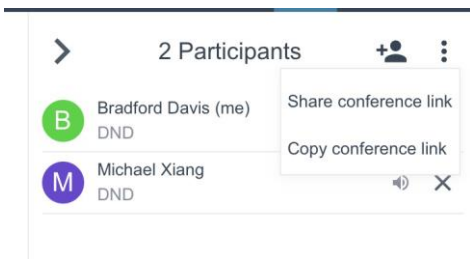 2 Participants
Share conference link
Copy conference link
B
Bradford Davis (me)
DND
M
Michael Xiang
DND